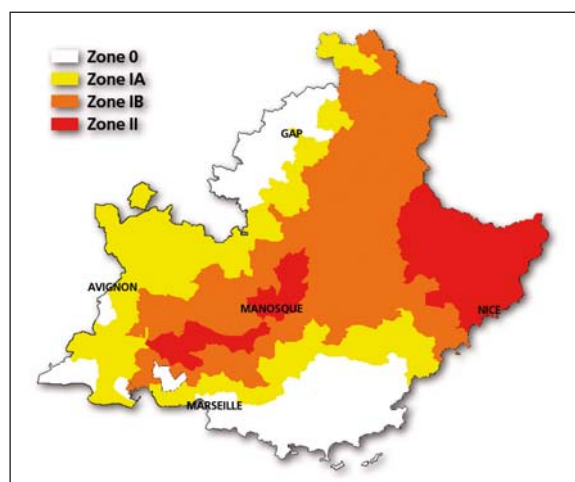 Zone 0
Zone IA
Zone IB
Zone II
GAP
AVIGNON
MANOSQUE
NICE
MARSEILLE